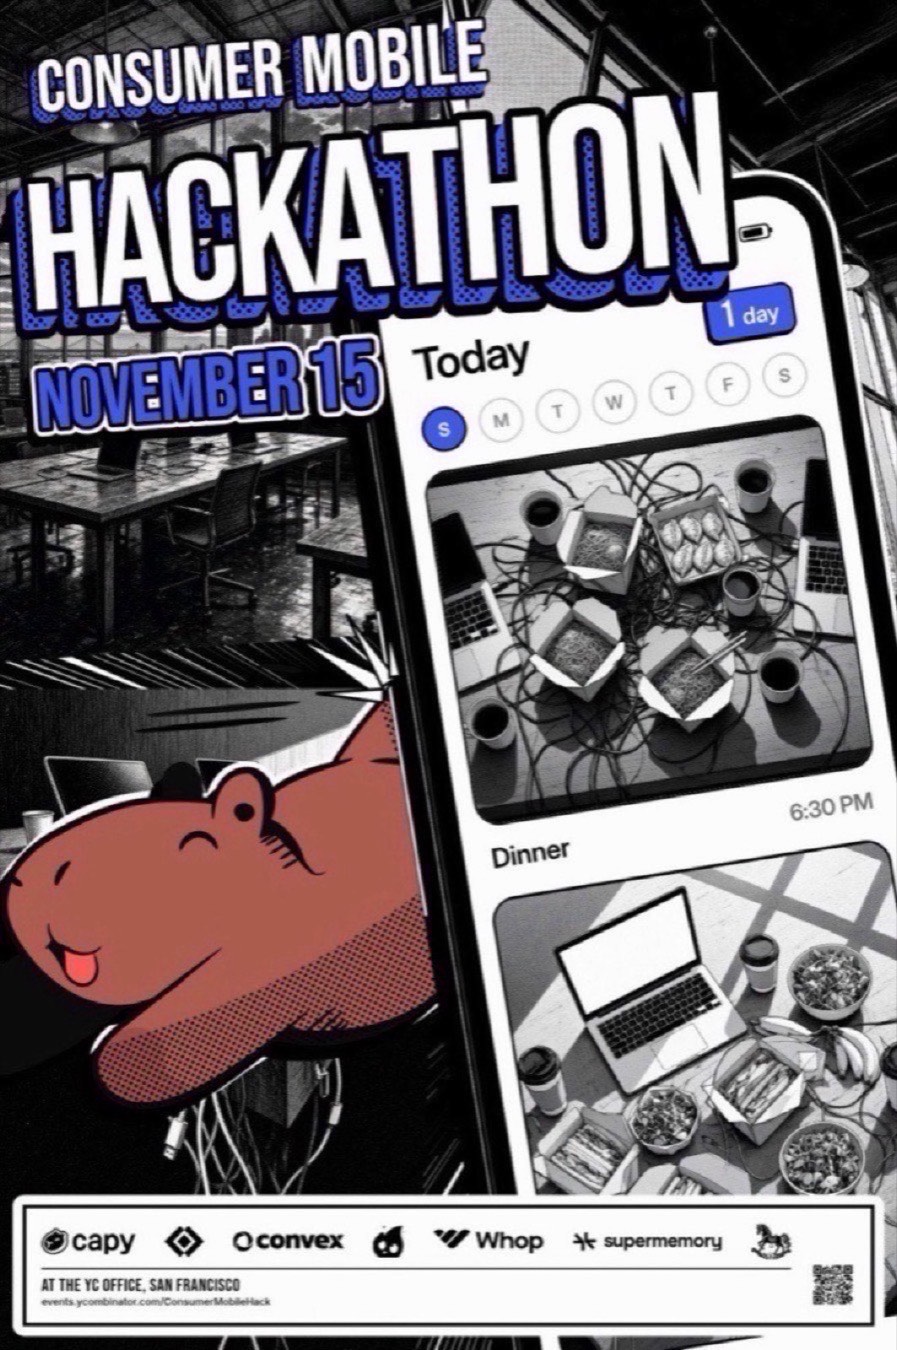 CONSUMER MOBILE
HACKATHON
NOVEMBER 15
1 day
Today
S M T W T F S
6:30 PM
Dinner
capy convex Whop supermemory
AT THE YC OFFICE, SAN FRANCISCO
events.ycombinator.com/ConsumerMobileHack